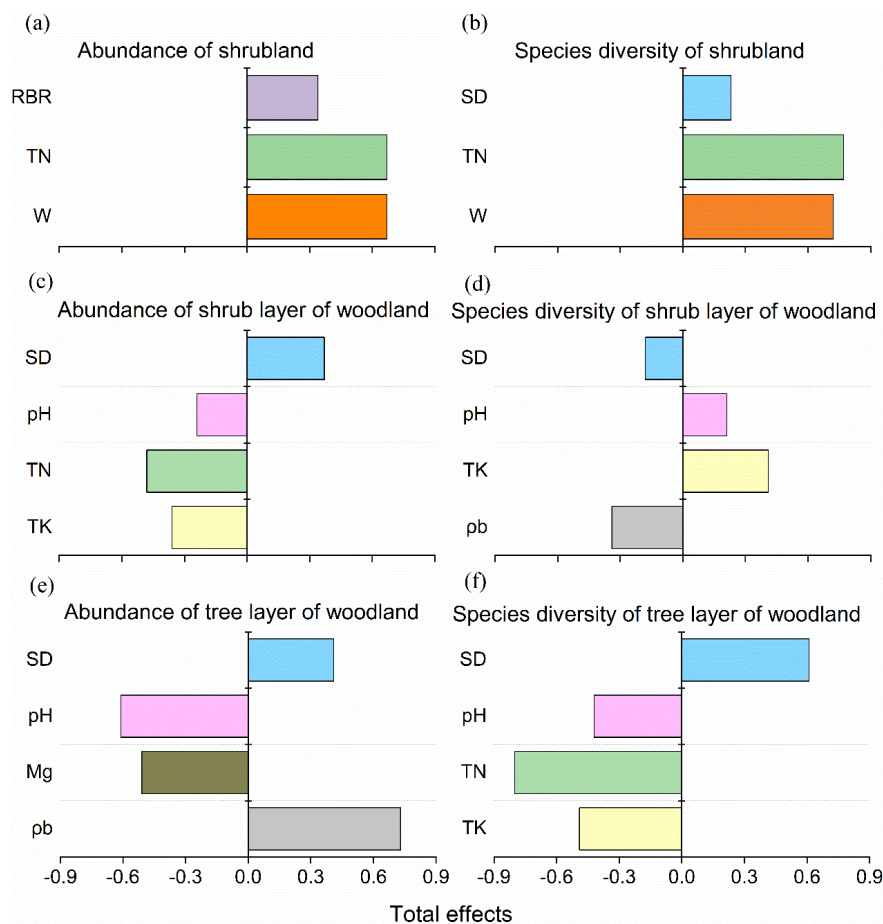 (a)
Abundance of shrubland
RBR
TN
W
(b)
Species diversity of shrubland
SD
TN
W
(c)
Abundance of shrub layer of woodland
SD
pH
TN
TK
(d)
Species diversity of shrub layer of woodland
SD
pH
TK
ρb
(e)
Abundance of tree layer of woodland
SD
pH
Mg
ρb
-0.9 -0.6 -0.3 0.0 0.3 0.6 0.9
(f)
Species diversity of tree layer of woodland
SD
pH
TN
TK
-0.9 -0.6 -0.3 0.0 0.3 0.6 0.9
Total effects